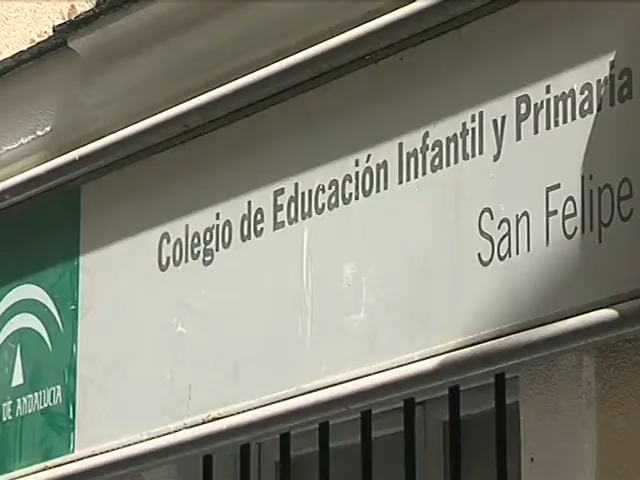 Colegio de Educación Infantil y Primaria
San Felipe
DE ANDALUCIA